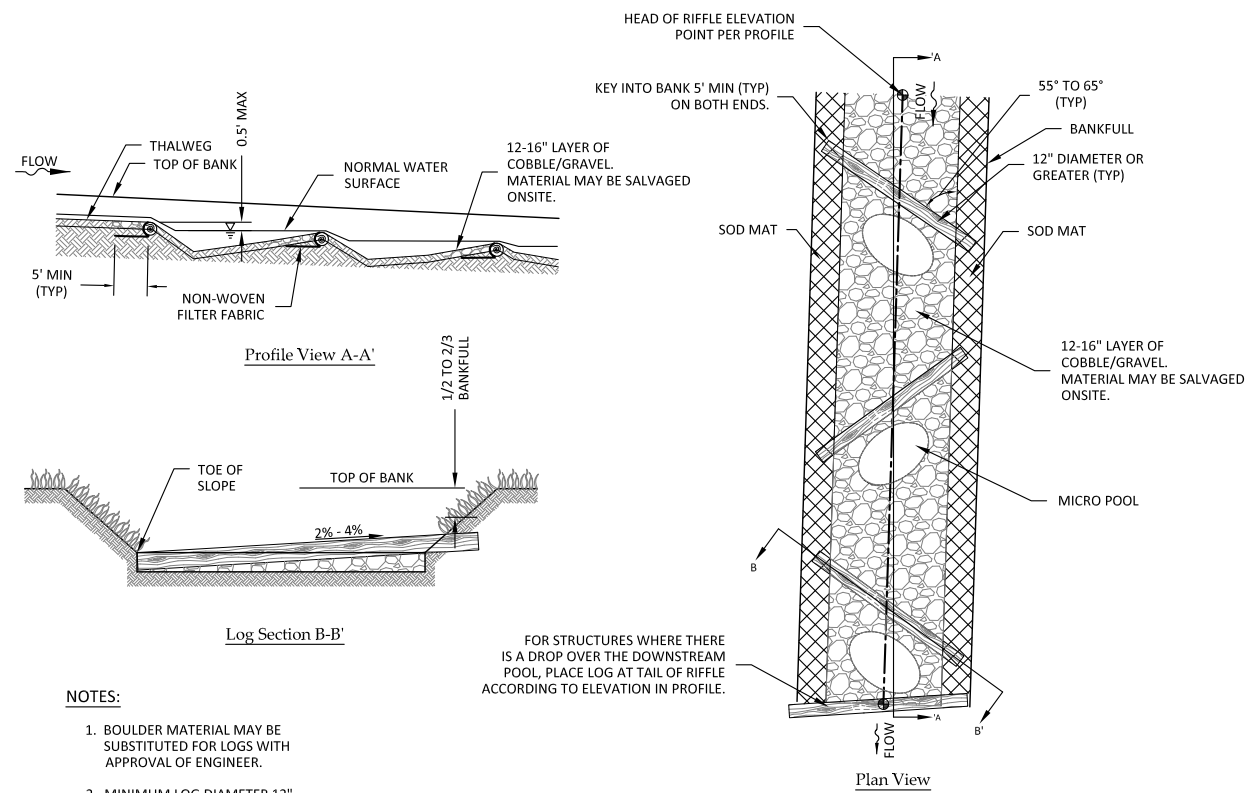 HEAD OF RIFFLE ELEVATION
POINT PER PROFILE
'A
KEY INTO BANK 5' MIN (TYP)
ON BOTH ENDS.
FLOW
55° TO 65°
(TYP)
BANKFULL
12" DIAMETER OR
GREATER (TYP)
SOD MAT
SOD MAT
12-16" LAYER OF
COBBLE/GRAVEL.
MATERIAL MAY BE SALVAGED
ONSITE.
MICRO POOL
B
FOR STRUCTURES WHERE THERE
IS A DROP OVER THE DOWNSTREAM
POOL, PLACE LOG AT TAIL OF RIFFLE
ACCORDING TO ELEVATION IN PROFILE.
'A
B'
FLOW
Plan View
0.5' MAX
FLOW
THALWEG
TOP OF BANK
NORMAL WATER
SURFACE
12-16" LAYER OF
COBBLE/GRAVEL.
MATERIAL MAY BE SALVAGED
ONSITE.
5' MIN
(TYP)
NON-WOVEN
FILTER FABRIC
Profile View A-A'
1/2 TO 2/3
BANKFULL
TOE OF
SLOPE
TOP OF BANK
2% - 4%
Log Section B-B'
NOTES:
1. BOULDER MATERIAL MAY BE
SUBSTITUTED FOR LOGS WITH
APPROVAL OF ENGINEER.
2. MINIMUM LOG DIAMETER 12"